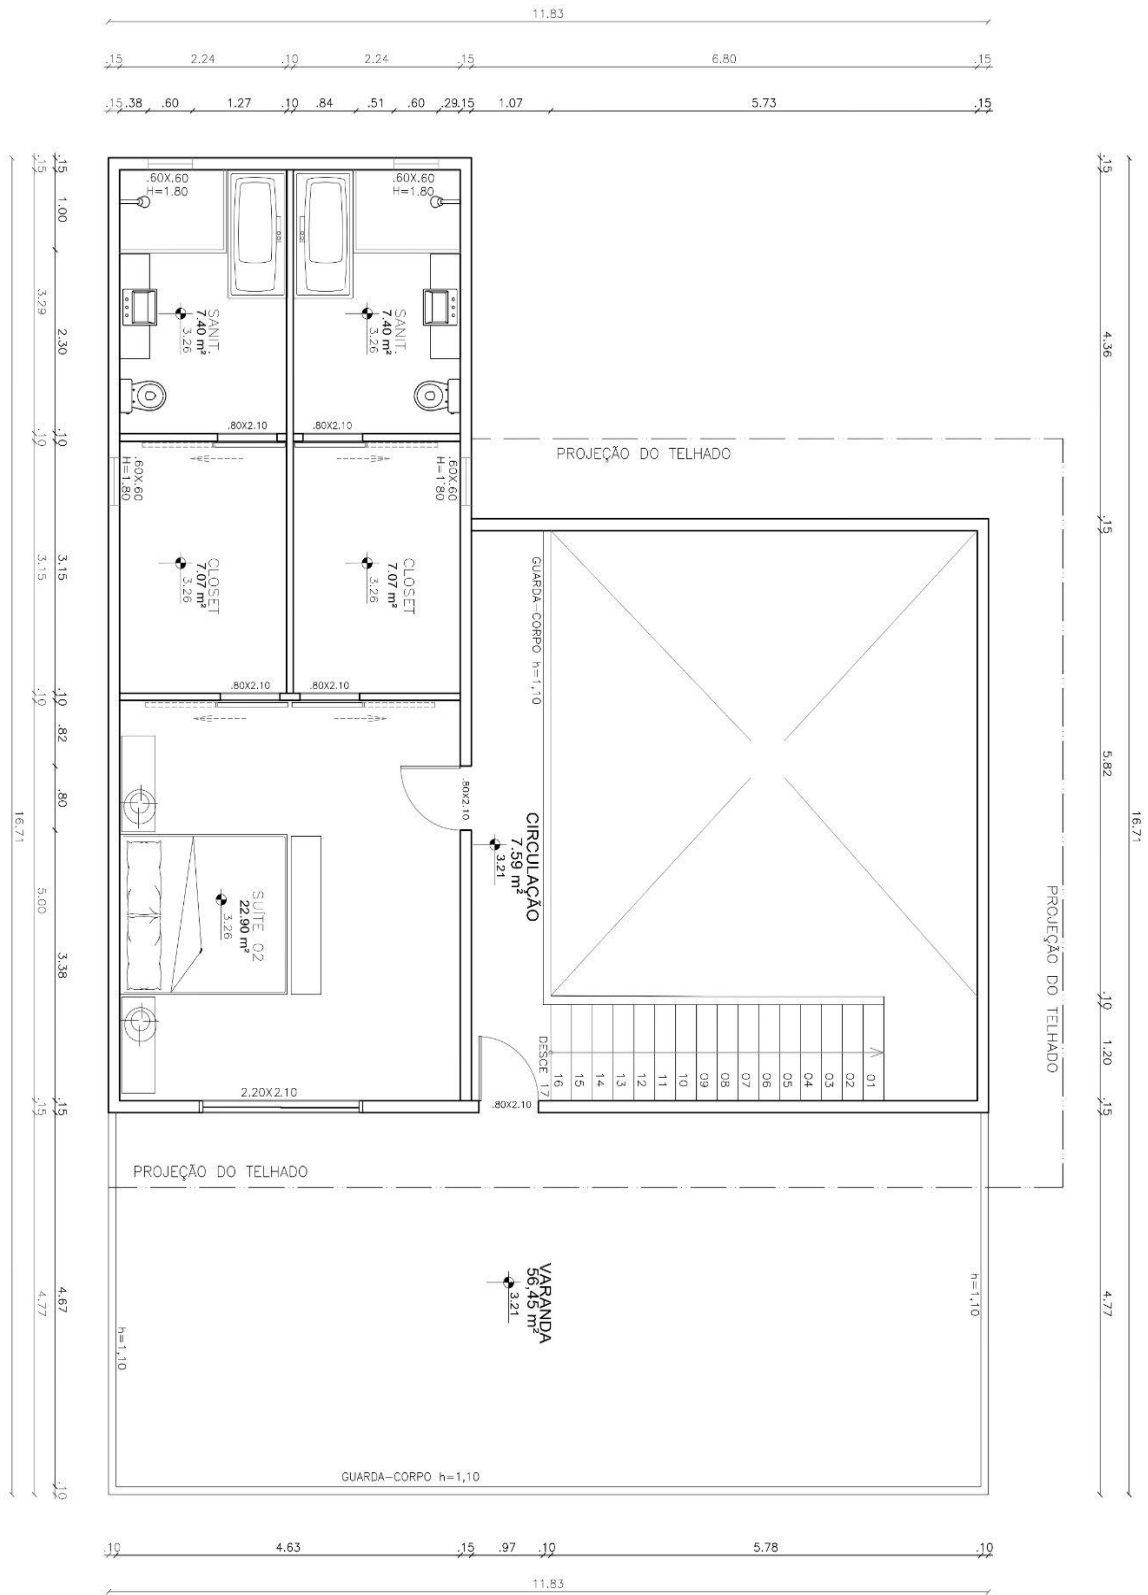 11.83
.15 2.24 .10 2.24 .15 6.80 .15
.15 .38 .60 1.27 .10 .84 .51 .60 .29 .15 1.07 5.73 .15
.60X.60
H=1.80
.60X.60
H=1.80
SANIT.
7.40 m²
3.26
SANIT.
7.40 m²
3.26
.80X2.10
.80X2.10
.60X.60
H=1.80
.60X.60
H=1.80
CLOSET
7.07 m²
3.26
CLOSET
7.07 m²
3.26
.80X2.10
.80X2.10
PROJEÇÃO DO TELHADO
GUARDA-CORPO h=1,10
.80X2.10
CIRCULAÇÃO
7.59 m²
3.21
SUÍTE 02
22.90 m²
3.26
PROJEÇÃO DO TELHADO
DESCE 17
16 15 14 13 12 11 10 09 08 07 06 05 04 03 02 01
2.20X2.10
.80X2.10
PROJEÇÃO DO TELHADO
VARANDA
56,45 m²
3.21
h=1,10
h=1,10
GUARDA-CORPO h=1,10
.15 1.00 2.30 .10 3.15 .10 .82 .80 3.38 .15 4.67 .10
.15 3.29 .10 3.15 .10 5.00 .15 4.77
16.71
.15 4.36 .15 5.82 .10 1.20 .15 4.77
16.71
.10 4.63 .15 .97 .10 5.78 .10
11.83